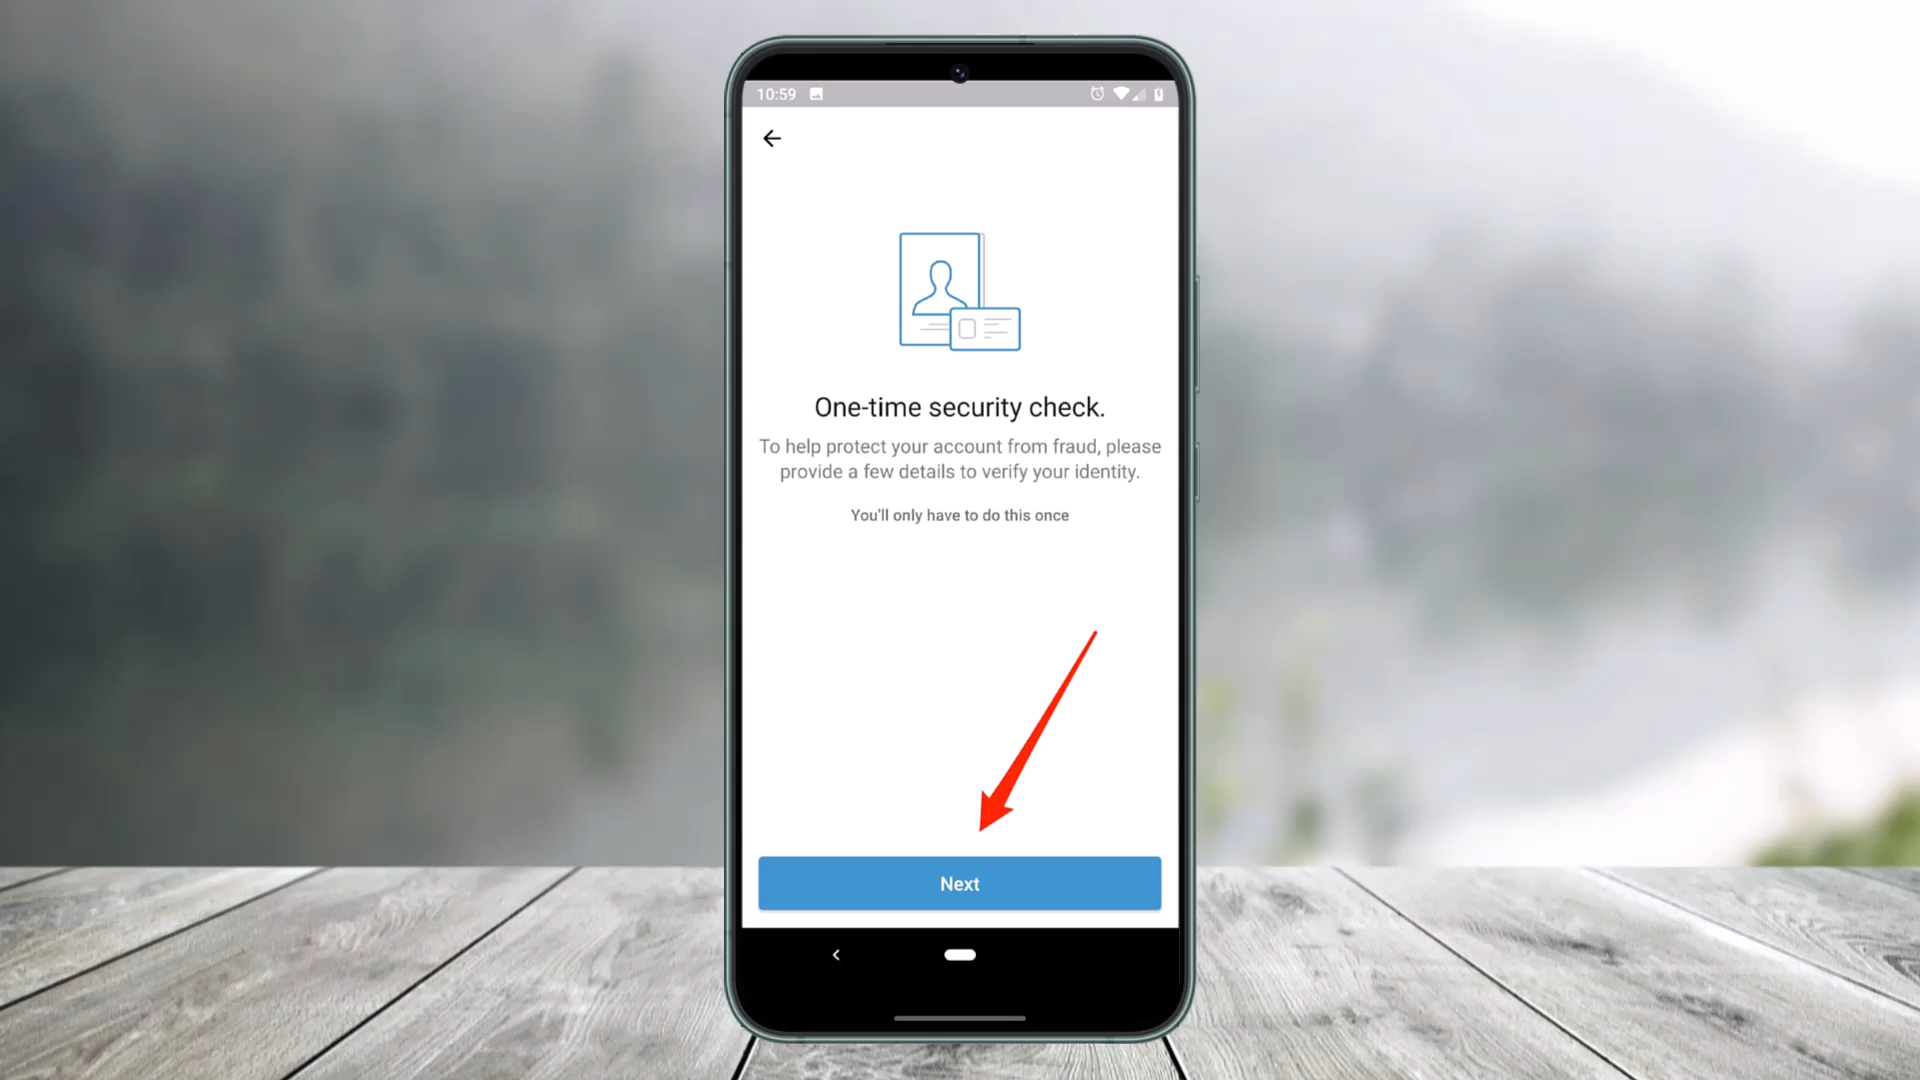 10:59
One-time security check.
To help protect your account from fraud, please
provide a few details to verify your identity.
You'll only have to do this once
Next